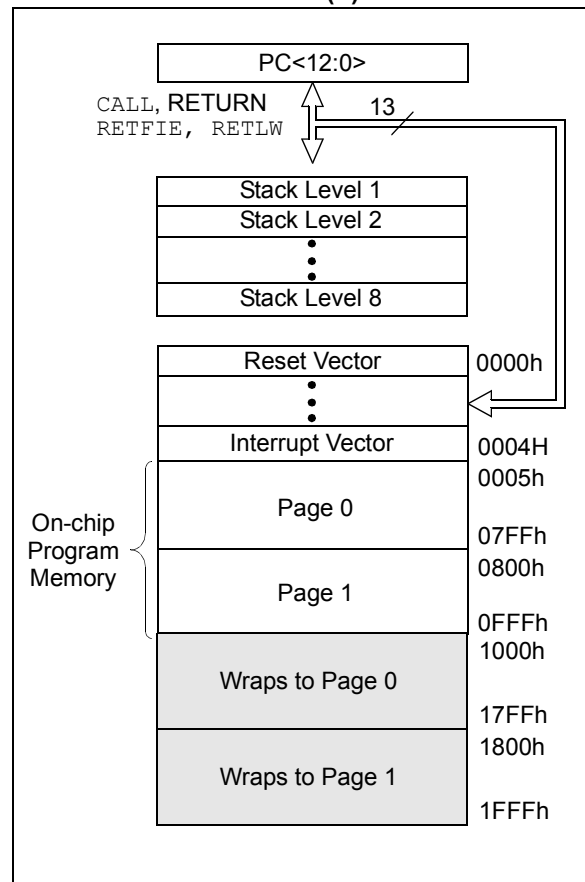 PC<12:0>
CALL, RETURN
RETFIE, RETLW
13
Stack Level 1
Stack Level 2
Stack Level 8
Reset Vector
0000h
Interrupt Vector
0004H
0005h
On-chip
Program
Memory
Page 0
07FFh
0800h
Page 1
0FFFh
1000h
Wraps to Page 0
17FFh
1800h
Wraps to Page 1
1FFFh